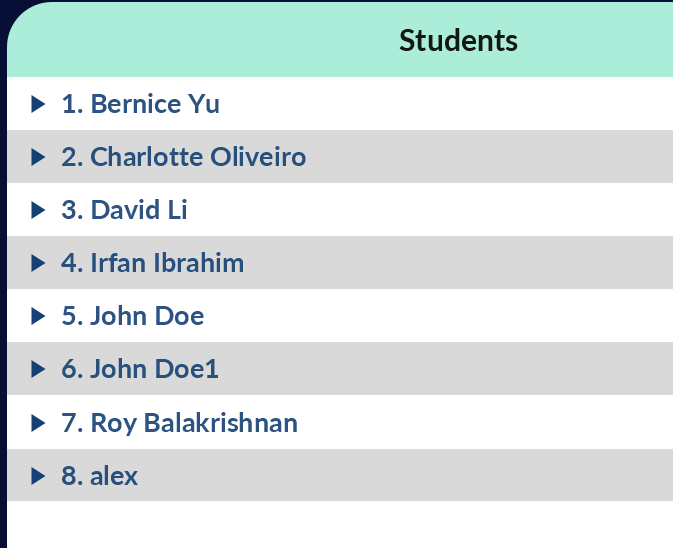 Students
1. Bernice Yu
2. Charlotte Oliveiro
3. David Li
4. Irfan Ibrahim
5. John Doe
6. John Doe1
7. Roy Balakrishnan
8. alex